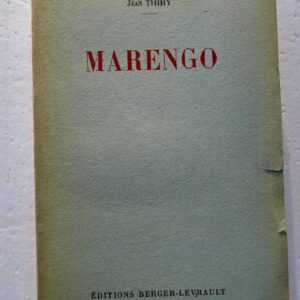 JEAN THIRY
MARENGO
ÉDITIONS BERGER-LEVRAULT